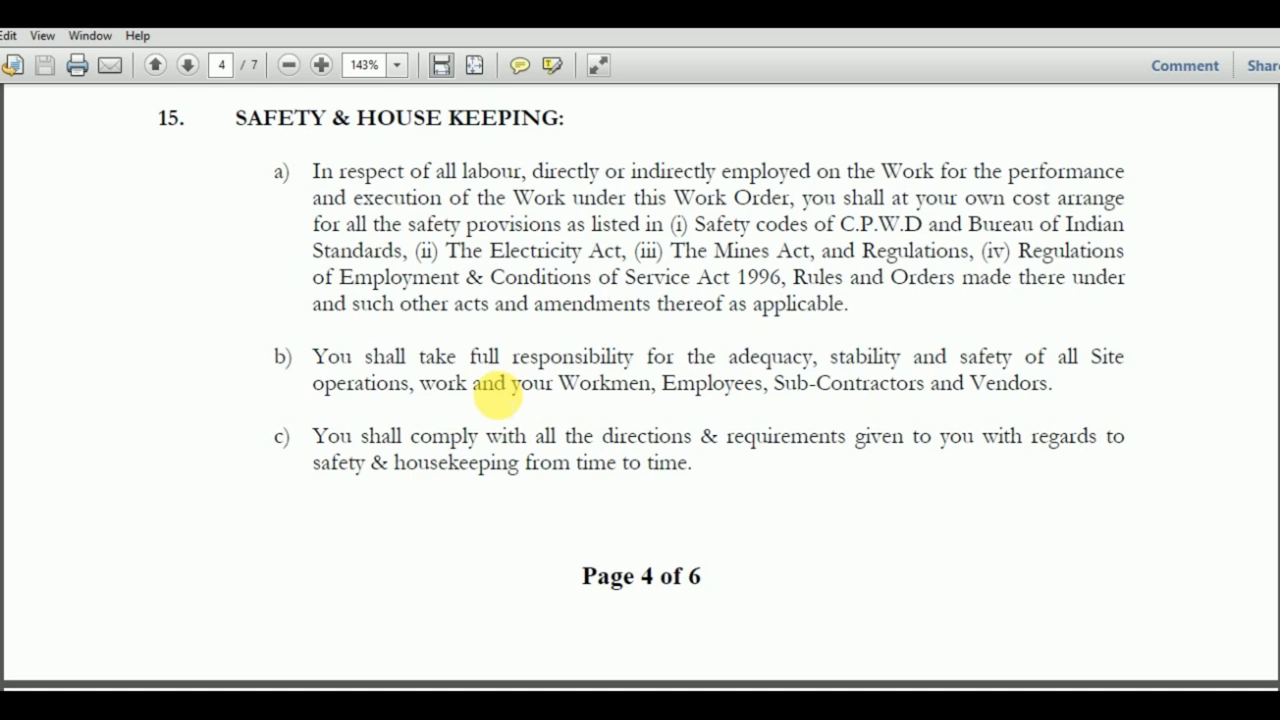 Edit View Window Help
4 / 7 143% Comment Share
15. SAFETY & HOUSE KEEPING:
a) In respect of all labour, directly or indirectly employed on the Work for the performance
and execution of the Work under this Work Order, you shall at your own cost arrange
for all the safety provisions as listed in (i) Safety codes of C.P.W.D and Bureau of Indian
Standards, (ii) The Electricity Act, (iii) The Mines Act, and Regulations, (iv) Regulations
of Employment & Conditions of Service Act 1996, Rules and Orders made there under
and such other acts and amendments thereof as applicable.
b) You shall take full responsibility for the adequacy, stability and safety of all Site
operations, work and your Workmen, Employees, Sub-Contractors and Vendors.
c) You shall comply with all the directions & requirements given to you with regards to
safety & housekeeping from time to time.
Page 4 of 6